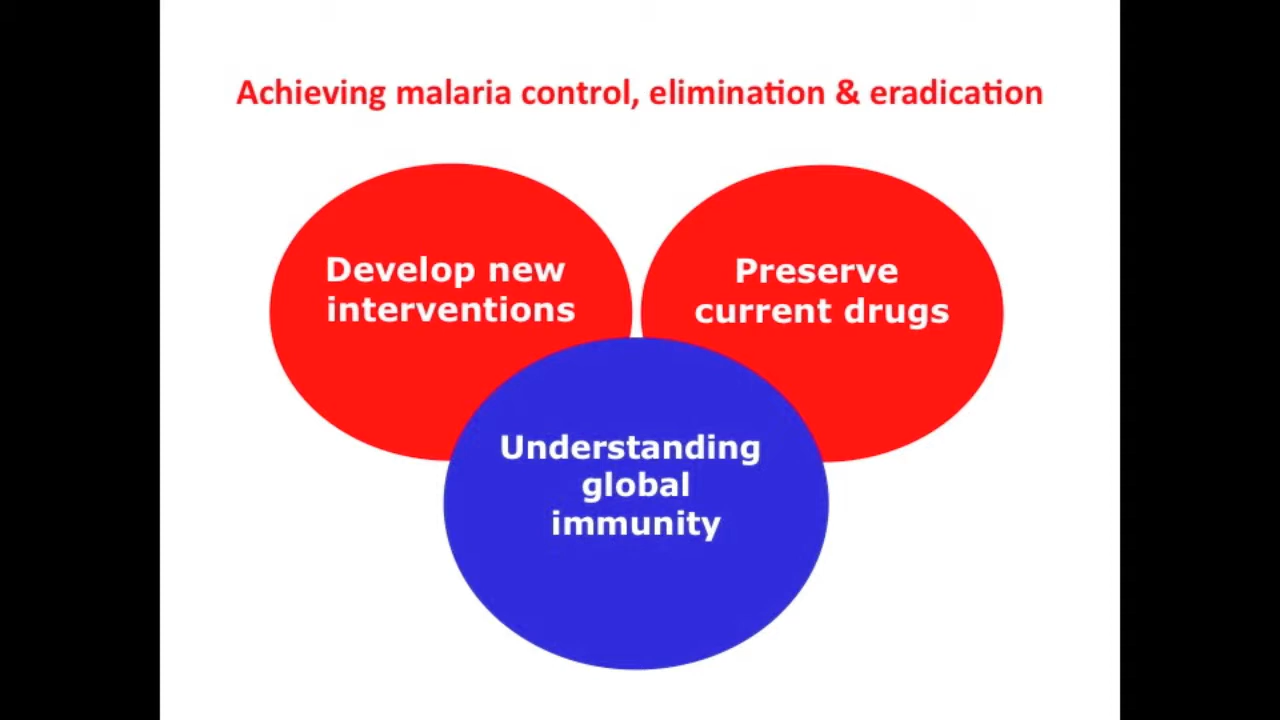 Achieving malaria control, elimination & eradication
Develop new
interventions
Preserve
current drugs
Understanding
global
immunity